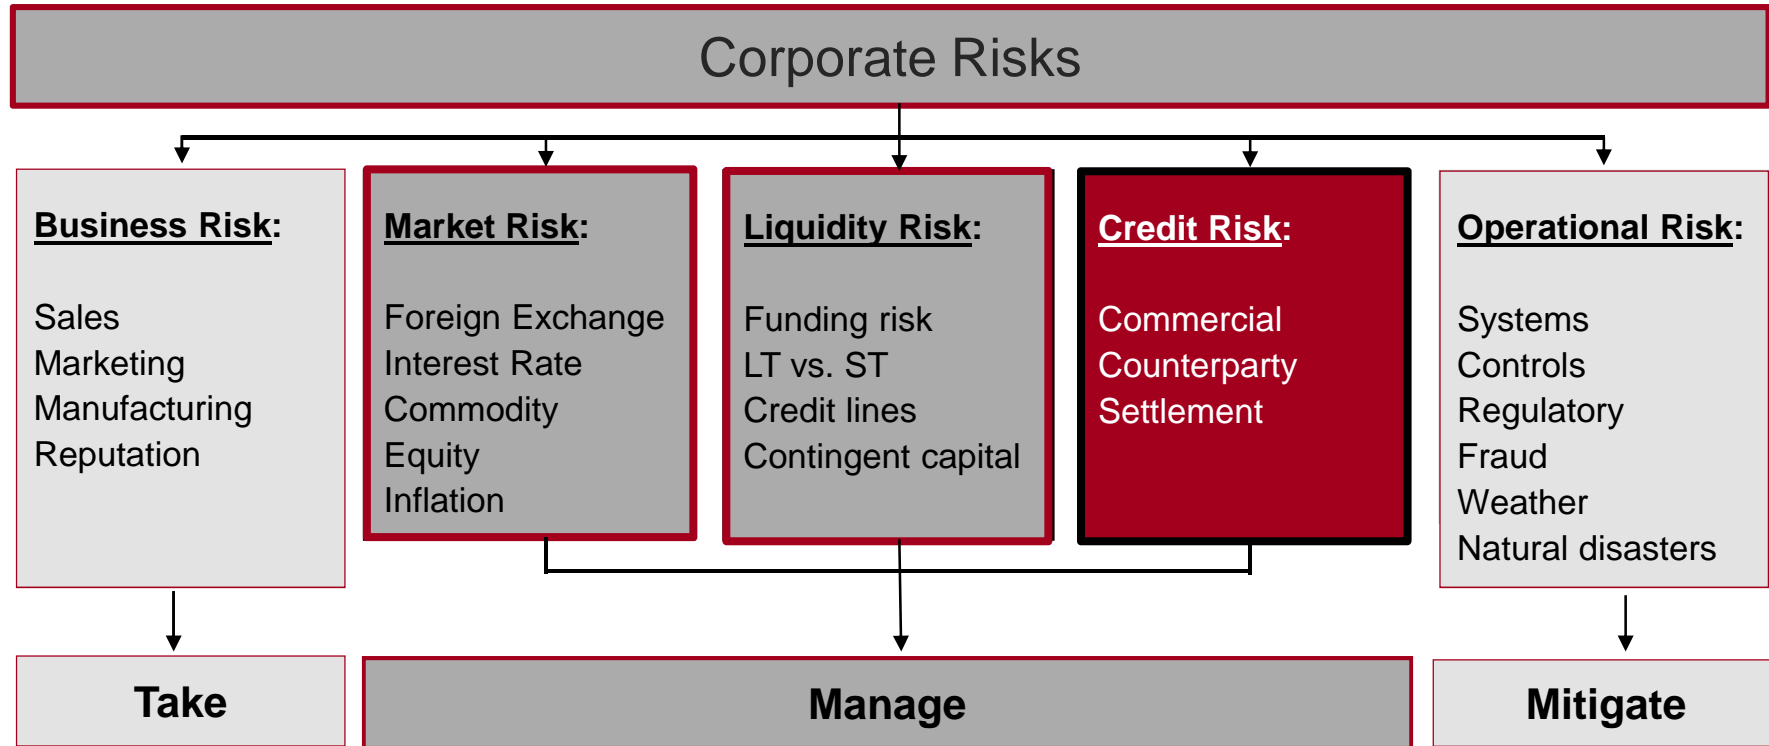 Corporate Risks
Business Risk:
Sales
Marketing
Manufacturing
Reputation
Market Risk:
Foreign Exchange
Interest Rate
Commodity
Equity
Inflation
Liquidity Risk:
Funding risk
LT vs. ST
Credit lines
Contingent capital
Credit Risk:
Commercial
Counterparty
Settlement
Operational Risk:
Systems
Controls
Regulatory
Fraud
Weather
Natural disasters
Take
Manage
Mitigate